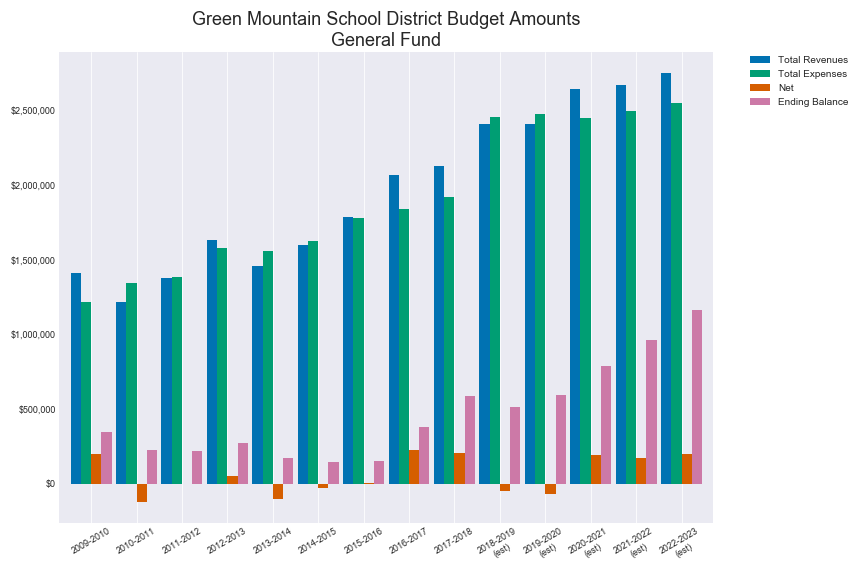 Green Mountain School District Budget Amounts
General Fund
Total Revenues
Total Expenses
Net
Ending Balance
$2,500,000
$2,000,000
$1,500,000
$1,000,000
$500,000
$0
2009-2010
2010-2011
2011-2012
2012-2013
2013-2014
2014-2015
2015-2016
2016-2017
2017-2018
2018-2019
(est)
2019-2020
(est)
2020-2021
(est)
2021-2022
(est)
2022-2023
(est)